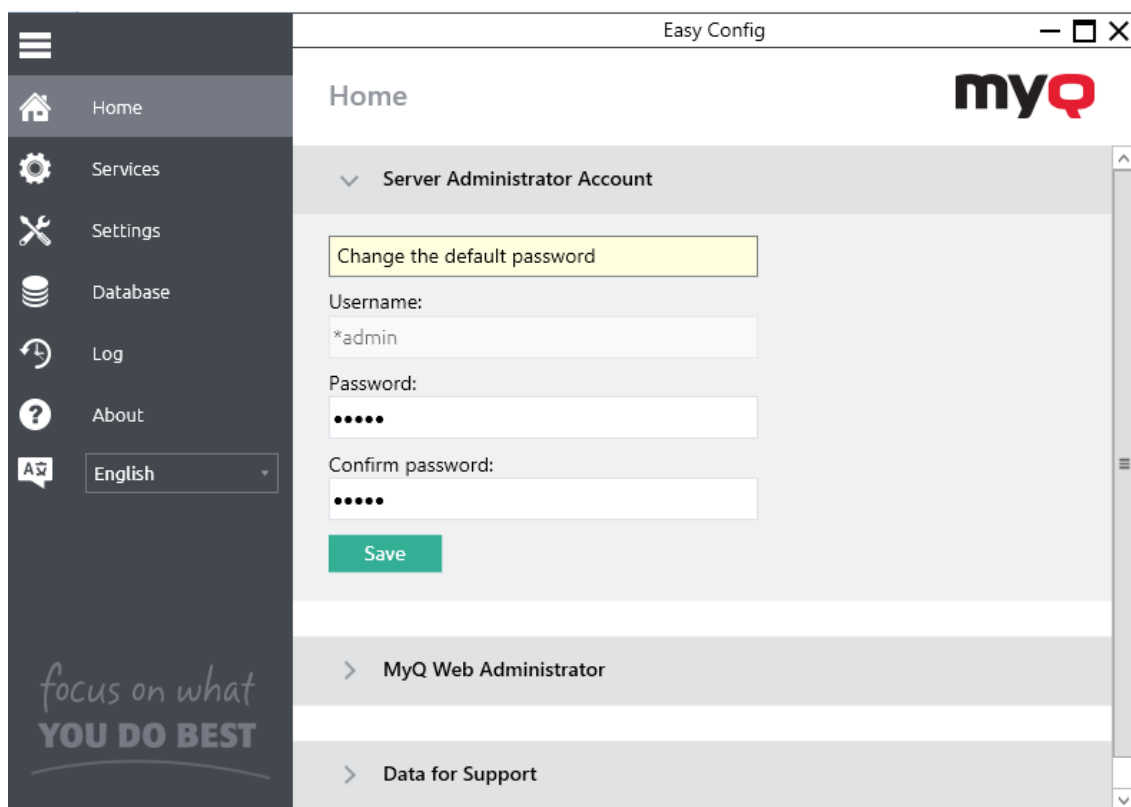 Easy Config
Home
Services
Settings
Database
Log
About
English
focus on what
YOU DO BEST
Home
myQ
Server Administrator Account
Change the default password
Username:
*admin
Password:
•••••
Confirm password:
•••••
Save
MyQ Web Administrator
Data for Support